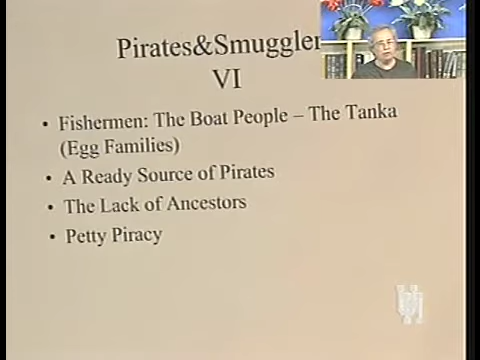 Pirates&Smuggler
VI
• Fishermen: The Boat People – The Tanka
(Egg Families)
• A Ready Source of Pirates
• The Lack of Ancestors
• Petty Piracy